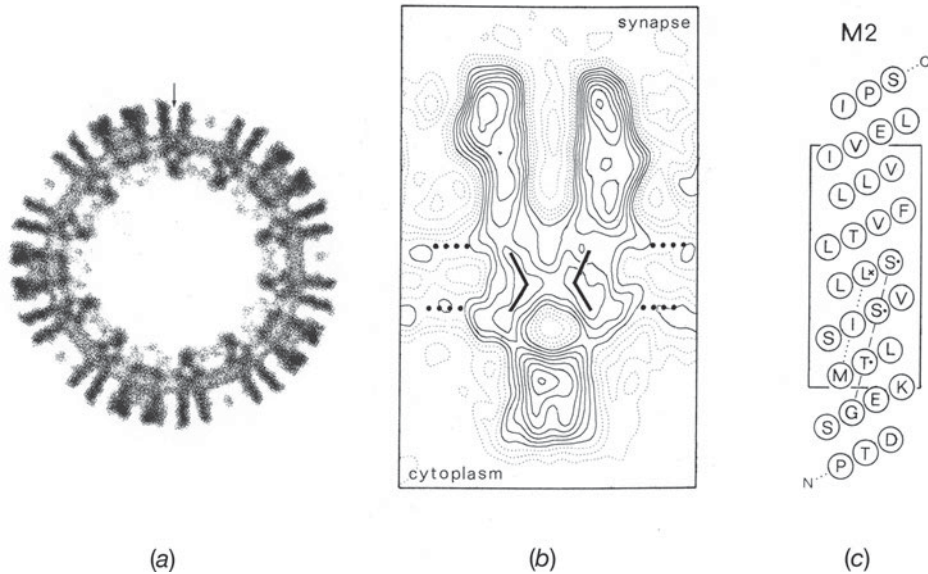 synapse
cytoplasm
M2
I P S C
I V E L
L L V
L T V F
L L× S•
S I S• V
M T• L
S G E K
P T D
N
(a)
(b)
(c)